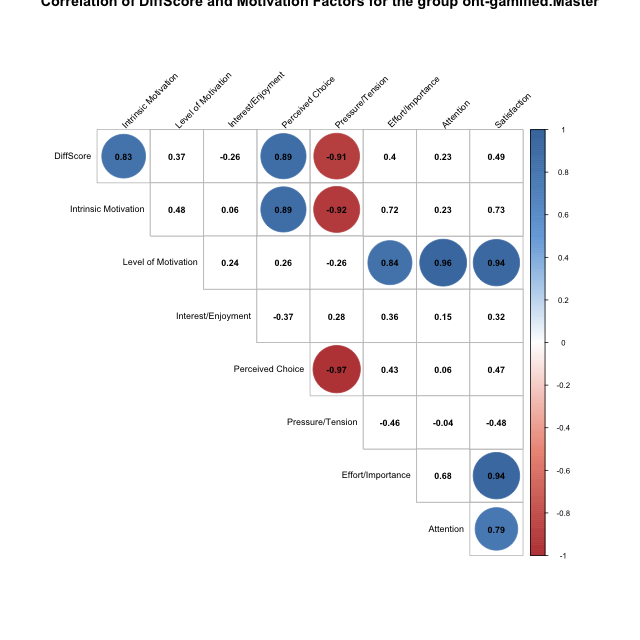 Correlation of DiffScore and Motivation Factors for the group ont-gamified.Master
Intrinsic Motivation
Level of Motivation
Interest/Enjoyment
Perceived Choice
Pressure/Tension
Effort/Importance
Attention
Satisfaction
DiffScore 0.83 0.37 -0.26 0.89 -0.91 0.4 0.23 0.49
Intrinsic Motivation 0.48 0.06 0.89 -0.92 0.72 0.23 0.73
Level of Motivation 0.24 0.26 -0.26 0.84 0.96 0.94
Interest/Enjoyment -0.37 0.28 0.36 0.15 0.32
Perceived Choice -0.97 0.43 0.06 0.47
Pressure/Tension -0.46 -0.04 -0.48
Effort/Importance 0.68 0.94
Attention 0.79
1
0.8
0.6
0.4
0.2
0
-0.2
-0.4
-0.6
-0.8
-1